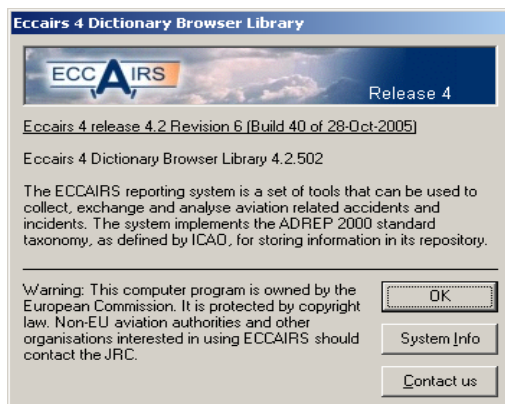 Eccairs 4 Dictionary Browser Library
ECCAIRS
Release 4
Eccairs 4 release 4.2 Revision 6 (Build 40 of 28-Oct-2005)
Eccairs 4 Dictionary Browser Library 4.2.502
The ECCAIRS reporting system is a set of tools that can be used to
collect, exchange and analyse aviation related accidents and
incidents. The system implements the ADREP 2000 standard
taxonomy, as defined by ICAO, for storing information in its repository.
Warning: This computer program is owned by the
European Commission. It is protected by copyright
law. Non-EU aviation authorities and other
organisations interested in using ECCAIRS should
contact the JRC.
OK
System Info
Contact us